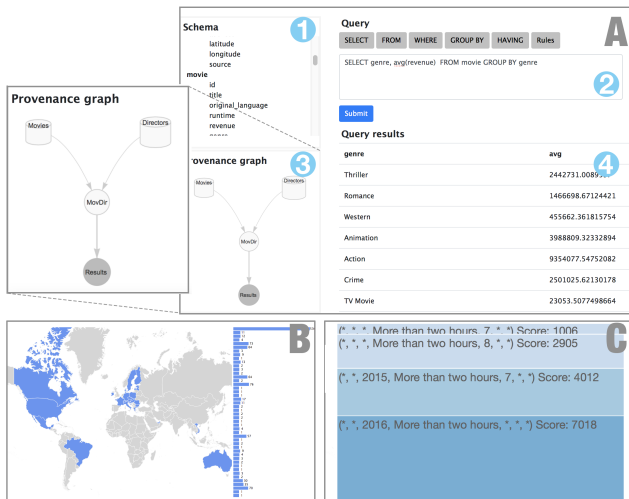 Schema
1
latitude
longitude
source
movie
id
title
original_language
runtime
revenue
Query
A
SELECT FROM WHERE GROUP BY HAVING Rules
SELECT genre, avg(revenue) FROM movie GROUP BY genre
2
Submit
Query results
4
genre avg
Thriller
Romance 1466698.67124421
Western 455662.361815754
Animation 3988809.32332894
Action 9354077.54752082
Crime 2501025.62130178
TV Movie 23053.5077498664
Provenance graph
Movies
Directors
MovDir
Results
rovenance graph
3
Movies
Directors
MovDir
Results
B
C
(*, *, *, More than two hours, 7, *, *) Score: 1006
(*, *, *, More than two hours, 8, *, *) Score: 2905
(*, *, 2015, More than two hours, 7, *, *) Score: 4012
(*, *, 2016, More than two hours, *, *, *) Score: 7018